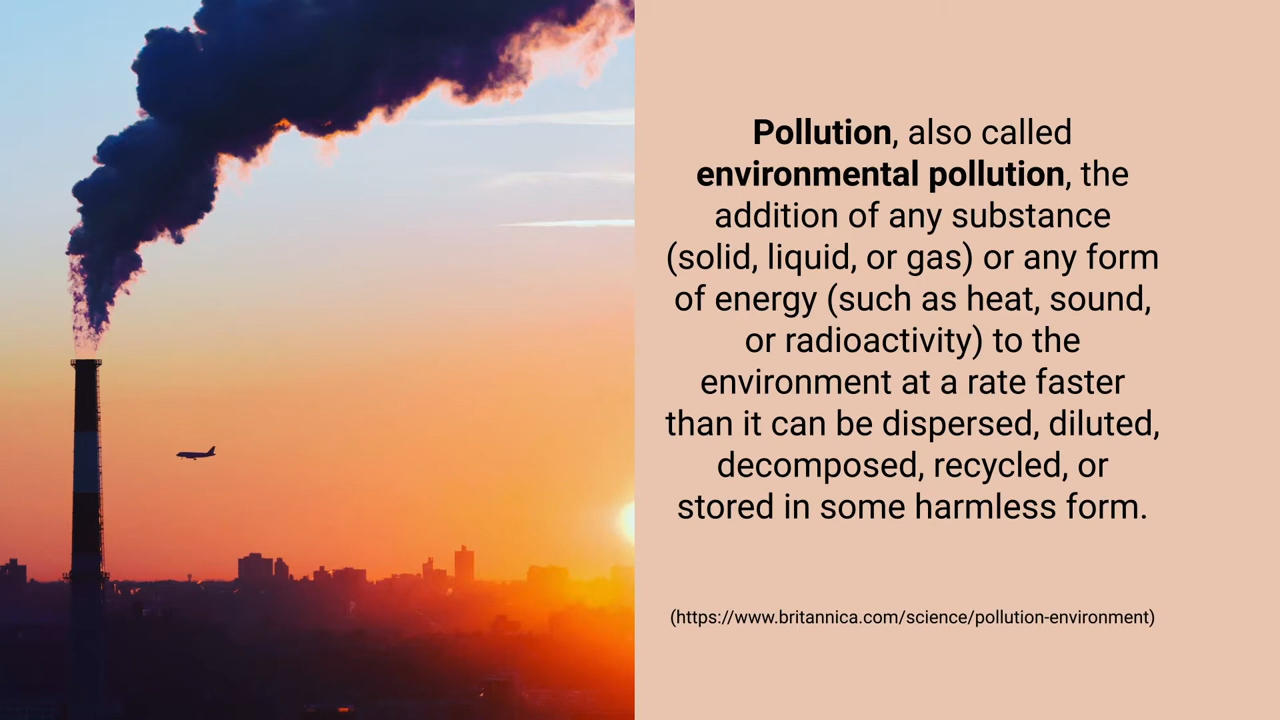 Pollution, also called
environmental pollution, the
addition of any substance
(solid, liquid, or gas) or any form
of energy (such as heat, sound,
or radioactivity) to the
environment at a rate faster
than it can be dispersed, diluted,
decomposed, recycled, or
stored in some harmless form.
(https://www.britannica.com/science/pollution-environment)